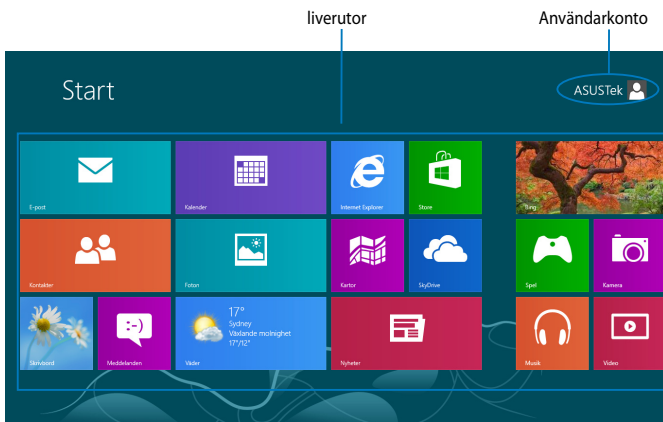 liverutor
Användarkonto
Start
ASUSTek
E-post
Kalender
Internet Explorer
Store
Bing
Kontakter
Foton
Kartor
SkyDrive
Spel
Kamera
:-)
17°
Sydney
Växlande molnighet
17°/12°
Skrivbord
Meddelanden
Väder
Nyheter
Musik
Video